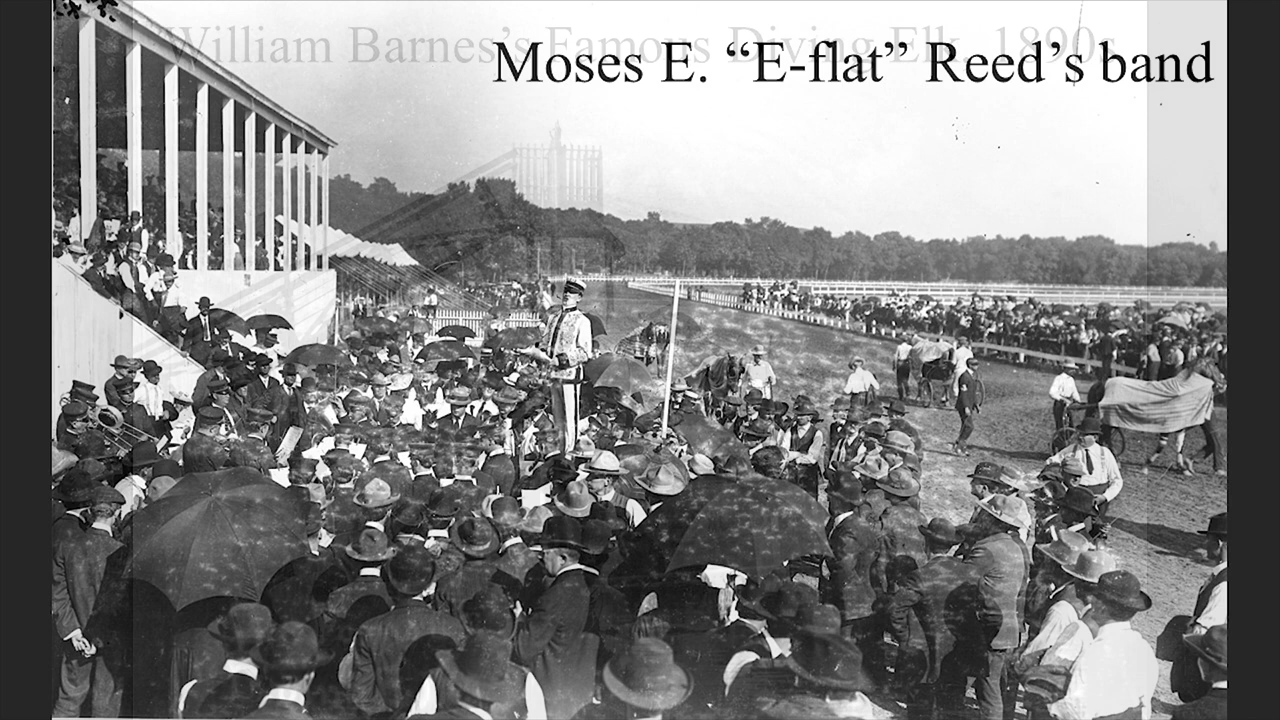 William Barnes’s Famous Diving Elk, 1890s
Moses E. “E-flat” Reed’s band